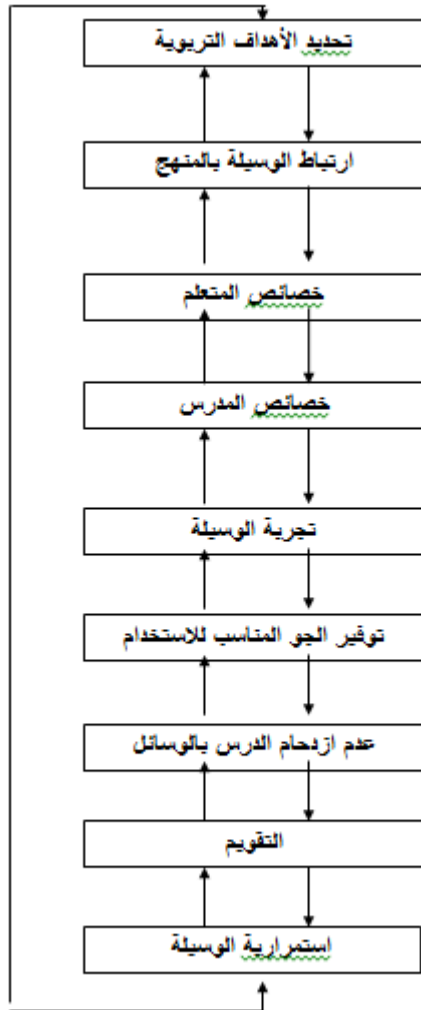 تحديد الأهداف التربوية
ارتباط الوسيلة بالمنهج
خصائص المتعلم
خصائص المدرس
تجربة الوسيلة
توفير الجو المناسب للاستخدام
عدم ازدحام الدرس بالوسائل
التقويم
استمرارية الوسيلة